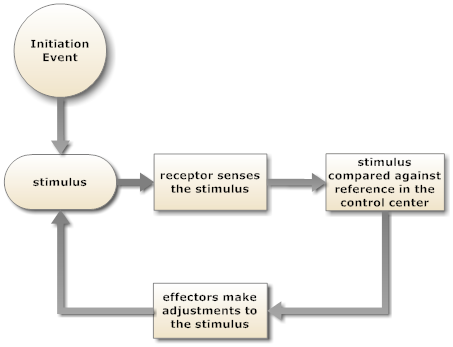 Initiation
Event
stimulus
receptor senses
the stimulus
stimulus
compared against
reference in the
control center
effectors make
adjustments to
the stimulus